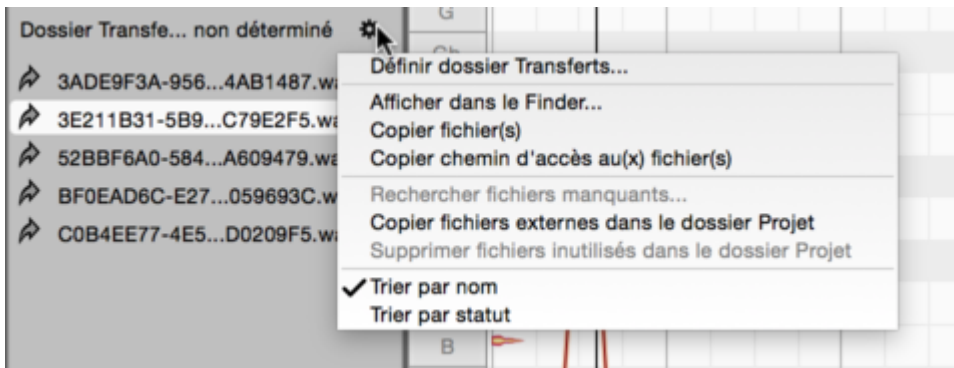 G
Dossier Transfe... non déterminé
Gb
Définir dossier Transferts...
3ADE9F3A-956...4AB1487.wa
Afficher dans le Finder...
3E211B31-5B9...C79E2F5.wa
Copier fichier(s)
52BBF6A0-584...A609479.wa
Copier chemin d'accès au(x) fichier(s)
BF0EAD6C-E27...059693C.w
Rechercher fichiers manquants...
C0B4EE77-4E5...D0209F5.wa
Copier fichiers externes dans le dossier Projet
Supprimer fichiers inutilisés dans le dossier Projet
Trier par nom
Trier par statut
B